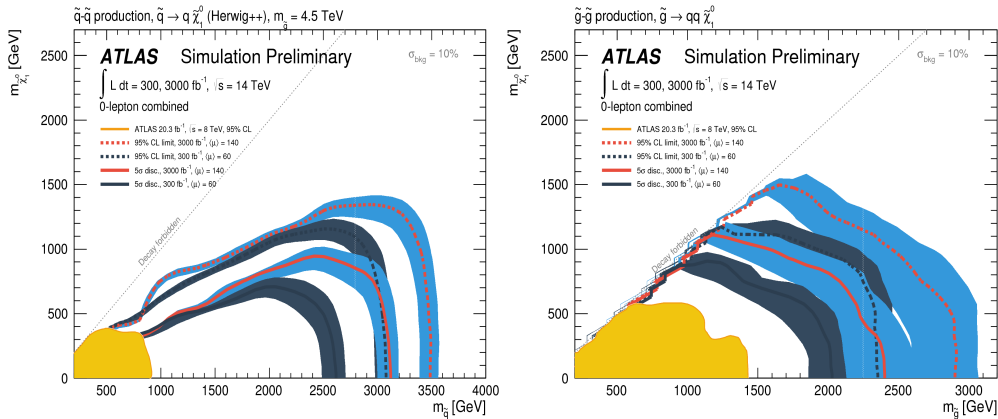 q̃-q̃ production, q̃ → q χ̃₁⁰ (Herwig++), m_g̃ = 4.5 TeV
m_χ̃₁⁰ [GeV]
ATLAS Simulation Preliminary
σ_bkg = 10%
∫ L dt = 300, 3000 fb⁻¹, √s = 14 TeV
0-lepton combined
ATLAS 20.3 fb⁻¹, √s = 8 TeV, 95% CL
95% CL limit, 3000 fb⁻¹, ⟨μ⟩ = 140
95% CL limit, 300 fb⁻¹, ⟨μ⟩ = 60
5σ disc., 3000 fb⁻¹, ⟨μ⟩ = 140
5σ disc., 300 fb⁻¹, ⟨μ⟩ = 60
Decay forbidden
2500
2000
1500
1000
500
0
500 1000 1500 2000 2500 3000 3500 4000
m_q̃ [GeV]
g̃-g̃ production, g̃ → qq χ̃₁⁰
m_χ̃₁⁰ [GeV]
ATLAS Simulation Preliminary
σ_bkg = 10%
∫ L dt = 300, 3000 fb⁻¹, √s = 14 TeV
0-lepton combined
ATLAS 20.3 fb⁻¹, √s = 8 TeV, 95% CL
95% CL limit, 3000 fb⁻¹, ⟨μ⟩ = 140
95% CL limit, 300 fb⁻¹, ⟨μ⟩ = 60
5σ disc., 3000 fb⁻¹, ⟨μ⟩ = 140
5σ disc., 300 fb⁻¹, ⟨μ⟩ = 60
Decay forbidden
2500
2000
1500
1000
500
0
500 1000 1500 2000 2500 3000
m_g̃ [GeV]